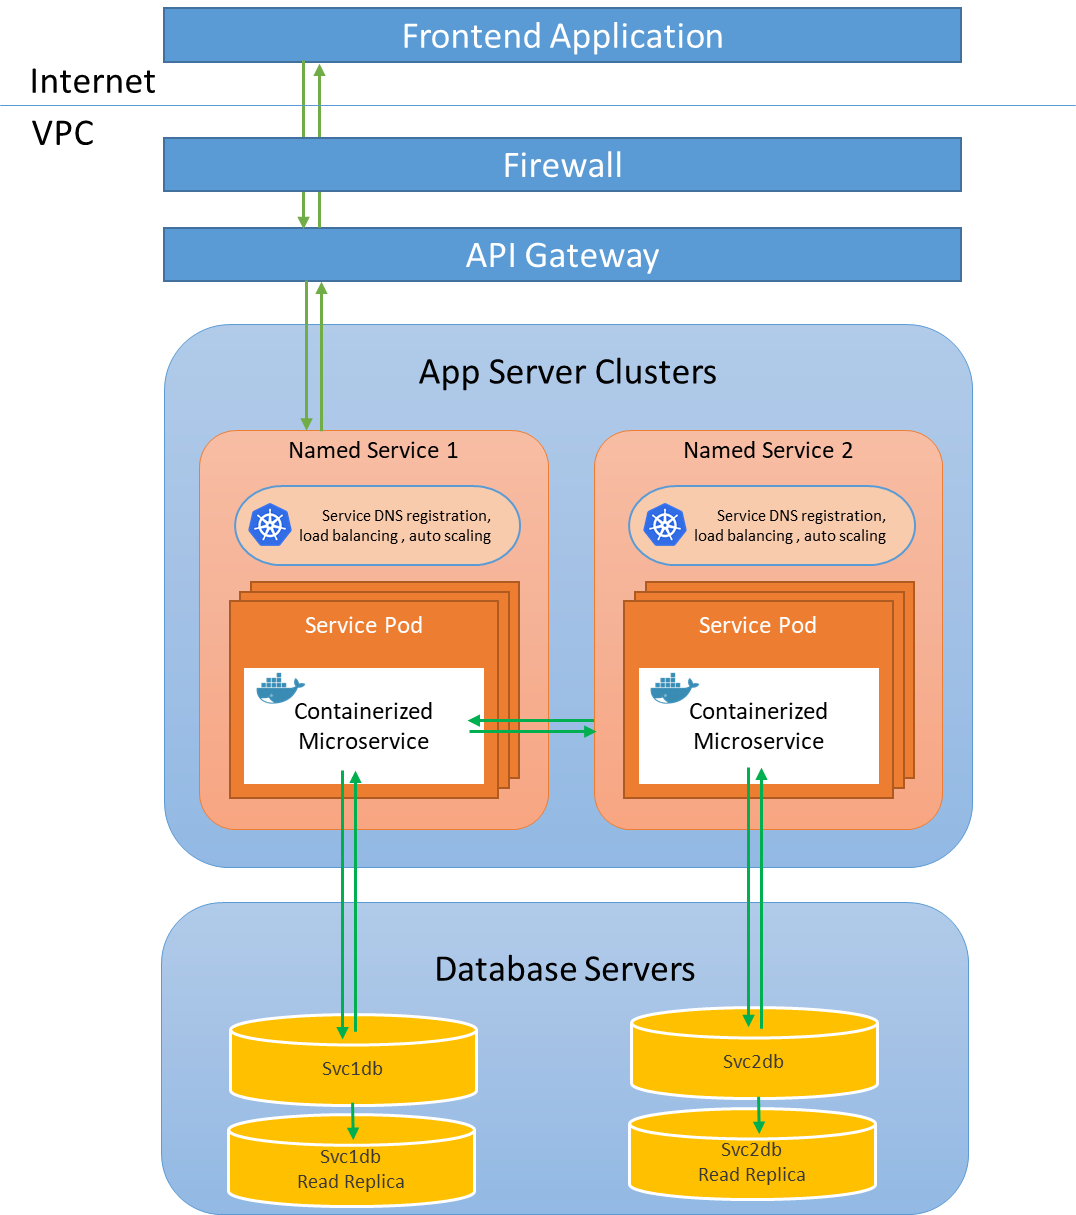 Frontend Application
Internet
VPC
Firewall
API Gateway
App Server Clusters
Named Service 1
Service DNS registration,
load balancing , auto scaling
Service Pod
Containerized
Microservice
Named Service 2
Service DNS registration,
load balancing , auto scaling
Service Pod
Containerized
Microservice
Database Servers
Svc1db
Svc1db
Read Replica
Svc2db
Svc2db
Read Replica